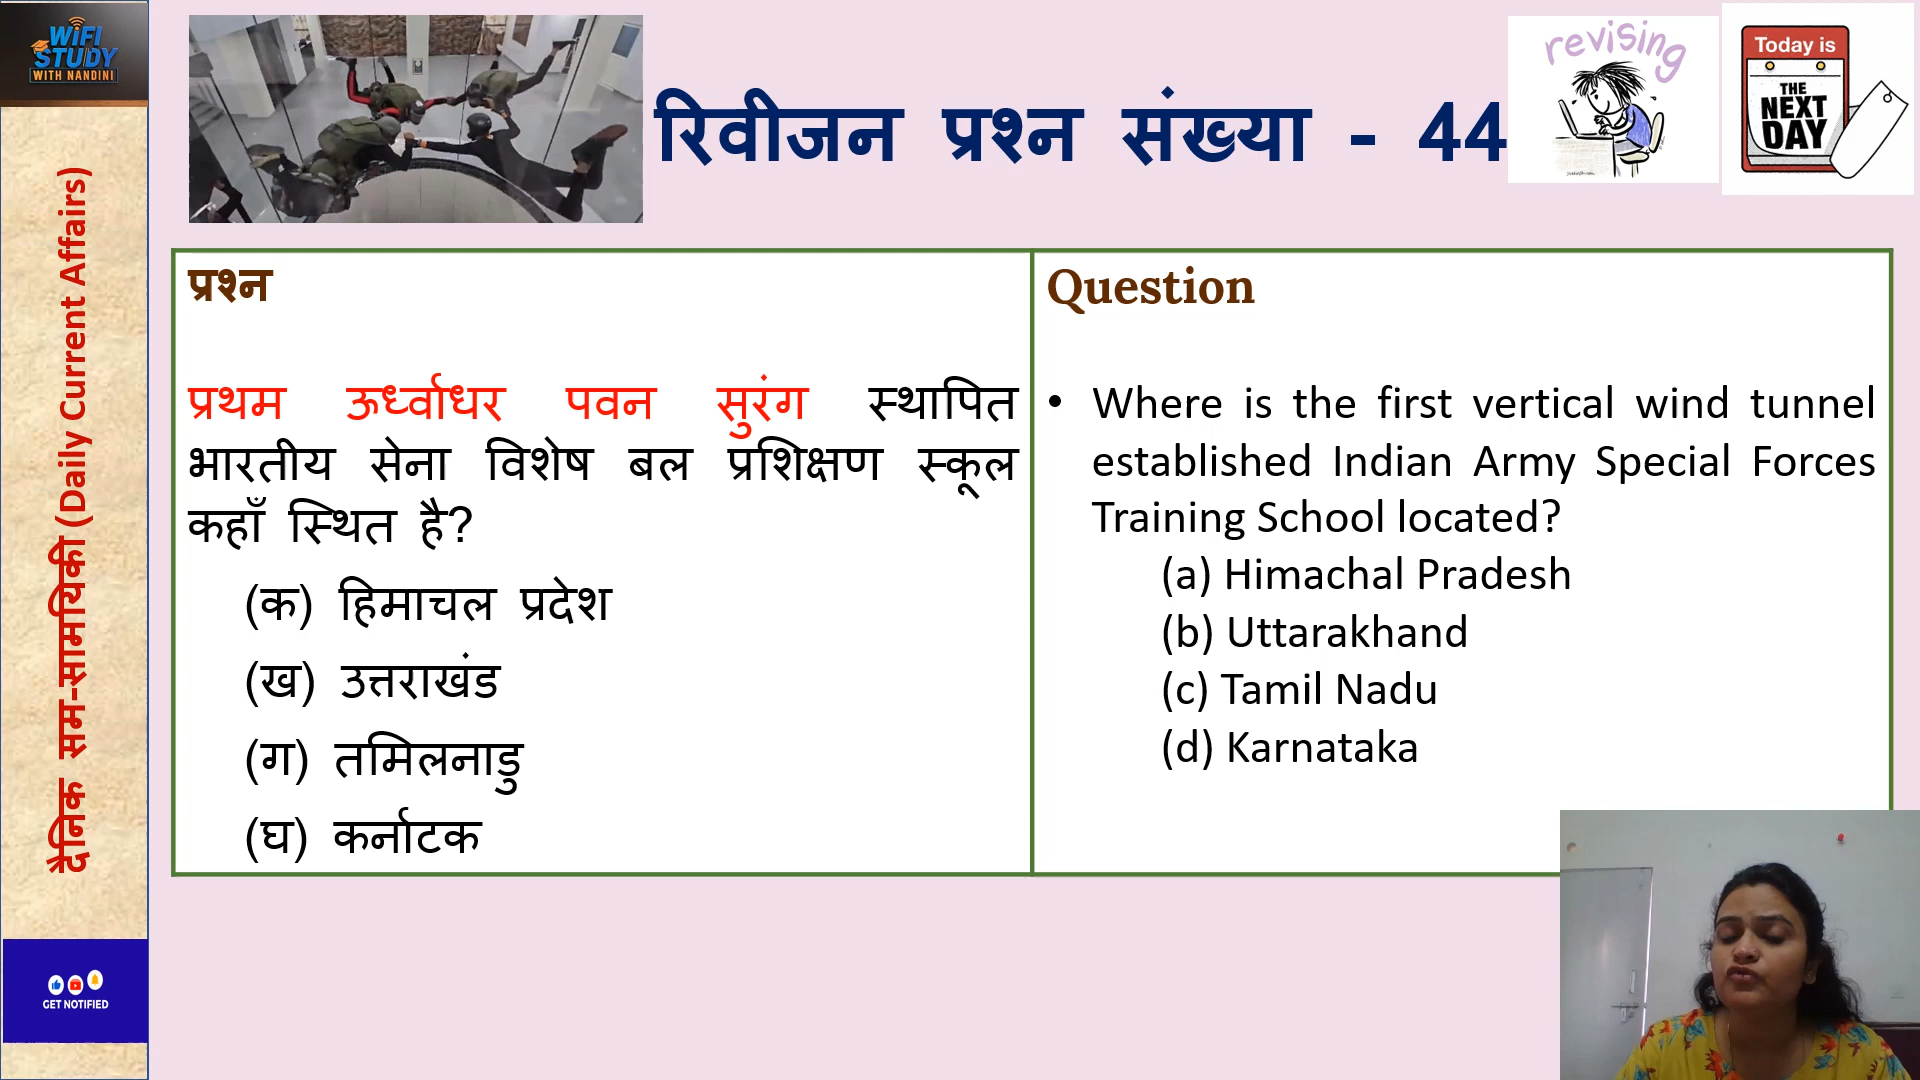 WiFi
STUDY
WITH NANDINI
दैनिक सम-सामयिकी (Daily Current Affairs)
GET NOTIFIED
रिवीजन प्रश्न संख्या - 44
revising
Today is
THE
NEXT
DAY
प्रश्न
प्रथम ऊर्ध्वाधर पवन सुरंग स्थापित
भारतीय सेना विशेष बल प्रशिक्षण स्कूल
कहाँ स्थित है?
(क) हिमाचल प्रदेश
(ख) उत्तराखंड
(ग) तमिलनाडु
(घ) कर्नाटक
Question
• Where is the first vertical wind tunnel
established Indian Army Special Forces
Training School located?
(a) Himachal Pradesh
(b) Uttarakhand
(c) Tamil Nadu
(d) Karnataka